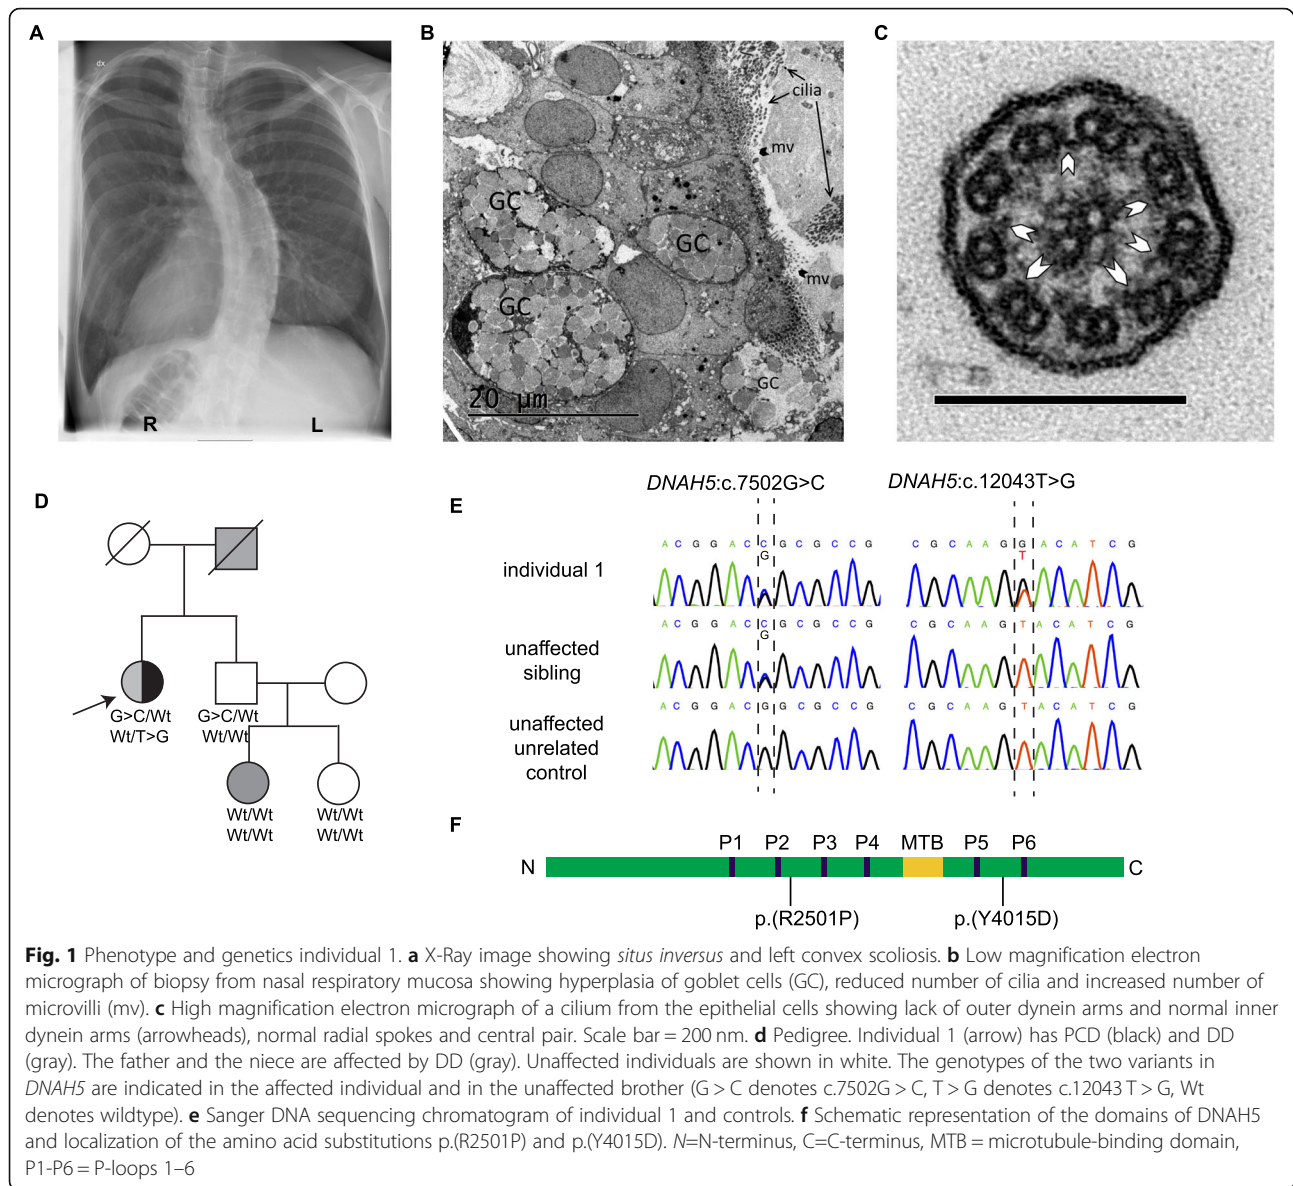 A
B
C
dx
R
L
cilia
mv
GC
GC
mv
GC
GC
20 µm
D
G>C/Wt
Wt/T>G
G>C/Wt
Wt/Wt
Wt/Wt
Wt/Wt
Wt/Wt
Wt/Wt
E
DNAH5:c.7502G>C
DNAH5:c.12043T>G
individual 1
A C G G A C C G C G C C G
G
C G C A A G G A C A T C G
T
unaffected
sibling
A C G G A C C G C G C C G
G
C G C A A G T A C A T C G
unaffected
unrelated
control
A C G G A C G G C G C C G
C G C A A G T A C A T C G
F
P1 P2 P3 P4 MTB P5 P6
N
C
p.(R2501P)
p.(Y4015D)
Fig. 1 Phenotype and genetics individual 1. a X-Ray image showing situs inversus and left convex scoliosis. b Low magnification electron
micrograph of biopsy from nasal respiratory mucosa showing hyperplasia of goblet cells (GC), reduced number of cilia and increased number of
microvilli (mv). c High magnification electron micrograph of a cilium from the epithelial cells showing lack of outer dynein arms and normal inner
dynein arms (arrowheads), normal radial spokes and central pair. Scale bar = 200 nm. d Pedigree. Individual 1 (arrow) has PCD (black) and DD
(gray). The father and the niece are affected by DD (gray). Unaffected individuals are shown in white. The genotypes of the two variants in
DNAH5 are indicated in the affected individual and in the unaffected brother (G > C denotes c.7502G > C, T > G denotes c.12043 T > G, Wt
denotes wildtype). e Sanger DNA sequencing chromatogram of individual 1 and controls. f Schematic representation of the domains of DNAH5
and localization of the amino acid substitutions p.(R2501P) and p.(Y4015D). N=N-terminus, C=C-terminus, MTB = microtubule-binding domain,
P1-P6 = P-loops 1–6